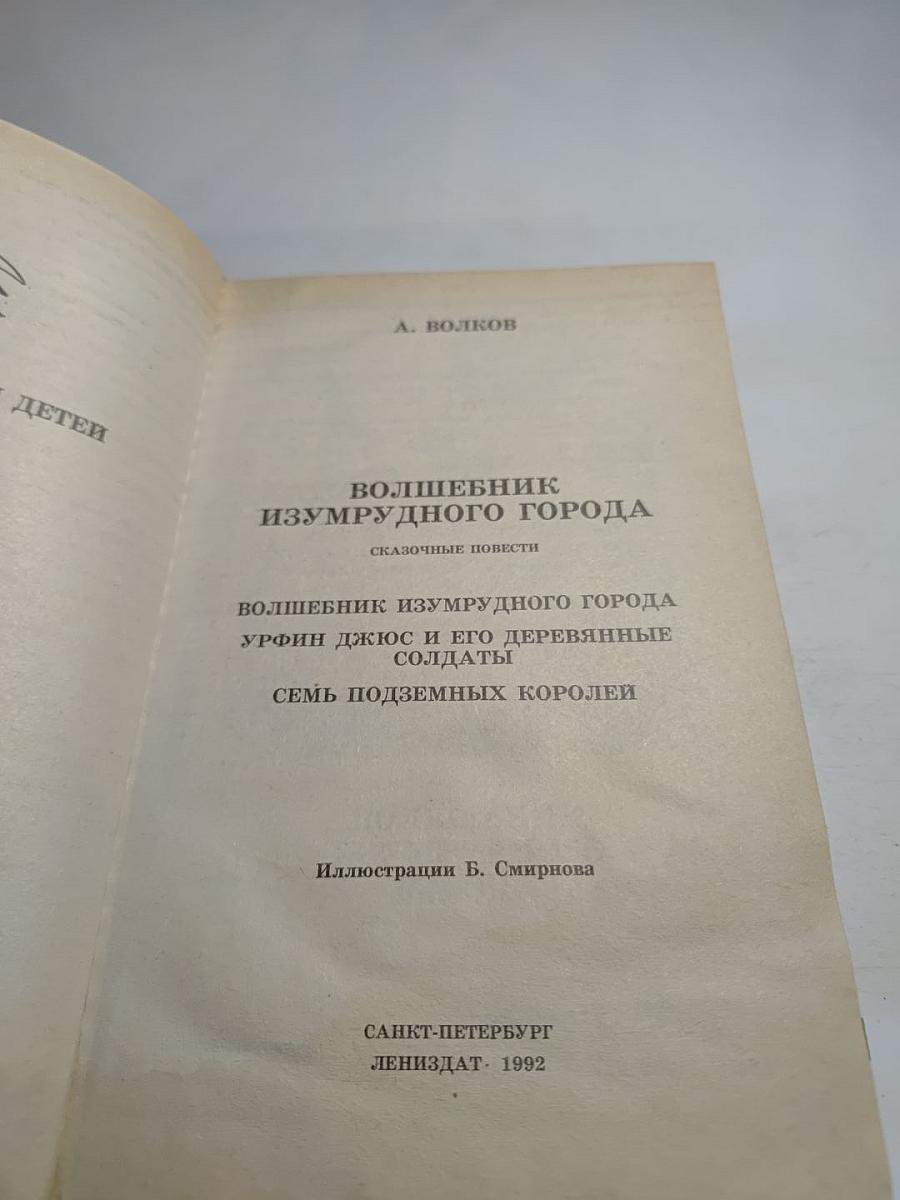 ДЕТЕЙ
А. ВОЛКОВ
ВОЛШЕБНИК
ИЗУМРУДНОГО ГОРОДА
СКАЗОЧНЫЕ ПОВЕСТИ
ВОЛШЕБНИК ИЗУМРУДНОГО ГОРОДА
УРФИН ДЖЮС И ЕГО ДЕРЕВЯННЫЕ
СОЛДАТЫ
СЕМЬ ПОДЗЕМНЫХ КОРОЛЕЙ
Иллюстрации Б. Смирнова
САНКТ-ПЕТЕРБУРГ
ЛЕНИЗДАТ · 1992